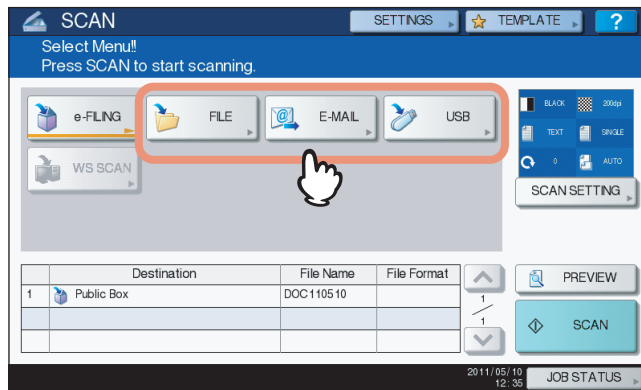 SCAN
SETTINGS
TEMPLATE
?
Select Menu!!
Press SCAN to start scanning.
e-FILING
FILE
E-MAIL
USB
WS SCAN
BLACK
200dpi
TEXT
SINGLE
0
AUTO
SCAN SETTING
Destination File Name File Format
1 Public Box DOC110510
1
1
PREVIEW
SCAN
2011/05/10
12:35
JOB STATUS